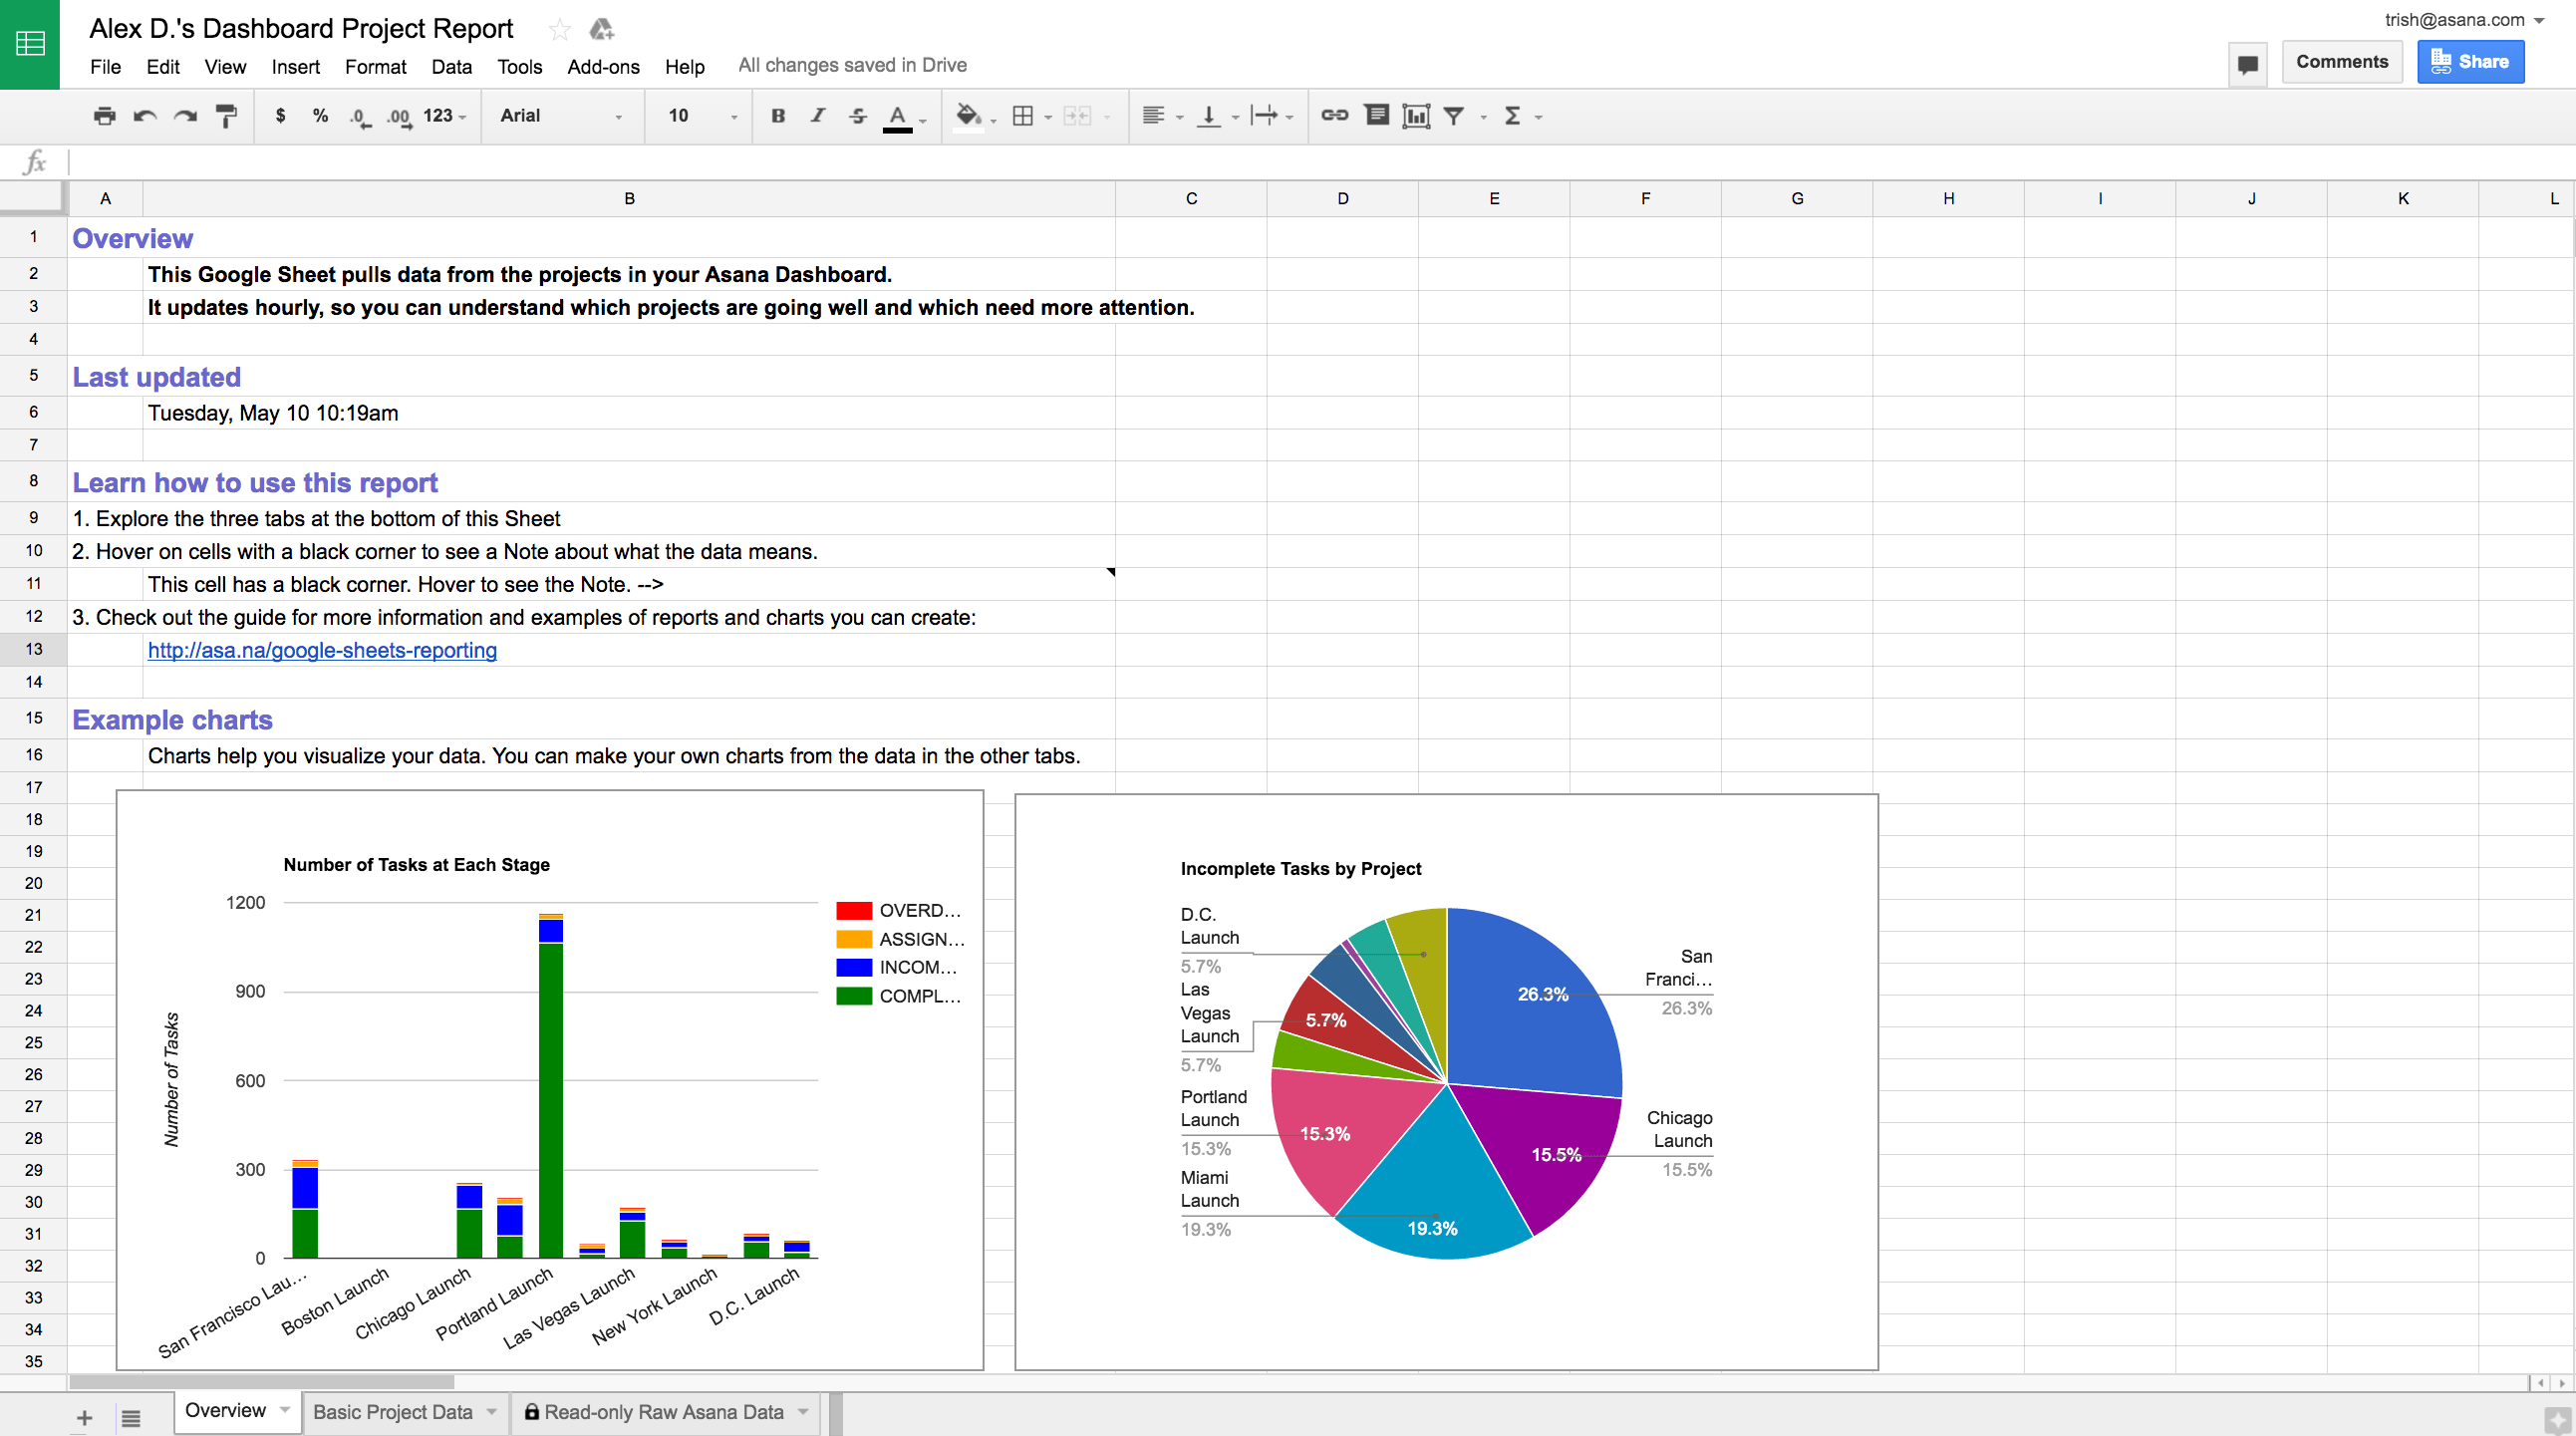 Alex D.'s Dashboard Project Report
trish@asana.com
File Edit View Insert Format Data Tools Add-ons Help All changes saved in Drive
Comments
Share
$ % .0 .00 123 Arial 10 B I S A Σ
fx
A B C D E F G H I J K L
1 Overview
2 This Google Sheet pulls data from the projects in your Asana Dashboard.
3 It updates hourly, so you can understand which projects are going well and which need more attention.
4
5 Last updated
6 Tuesday, May 10 10:19am
7
8 Learn how to use this report
9 1. Explore the three tabs at the bottom of this Sheet
10 2. Hover on cells with a black corner to see a Note about what the data means.
11 This cell has a black corner. Hover to see the Note. -->
12 3. Check out the guide for more information and examples of reports and charts you can create:
13 http://asa.na/google-sheets-reporting
14
15 Example charts
16 Charts help you visualize your data. You can make your own charts from the data in the other tabs.
17
18
19
20
21
22
23
24
25
26
27
28
29
30
31
32
33
34
35
Number of Tasks at Each Stage
Number of Tasks
1200
900
600
300
0
OVERD...
ASSIGN...
INCOM...
COMPL...
San Francisco Lau...
Boston Launch
Chicago Launch
Portland Launch
Las Vegas Launch
New York Launch
D.C. Launch
Incomplete Tasks by Project
D.C.
Launch
5.7%
Las
Vegas
Launch
5.7%
Portland
Launch
15.3%
Miami
Launch
19.3%
26.3%
15.5%
19.3%
15.3%
5.7%
San
Franci...
26.3%
Chicago
Launch
15.5%
Overview
Basic Project Data
Read-only Raw Asana Data